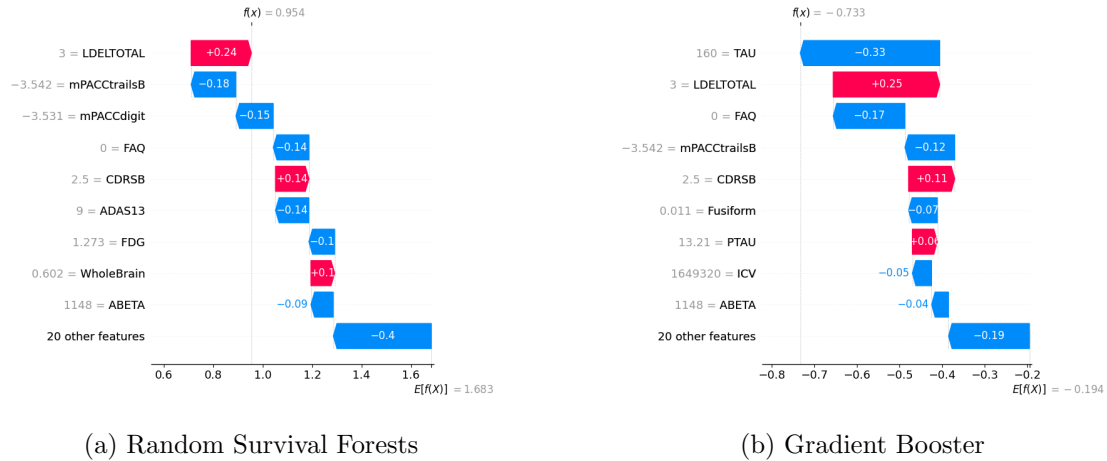 f(x) = 0.954
3 = LDELTOTAL
+0.24
−3.542 = mPACCtrailsB
−0.18
−3.531 = mPACCdigit
−0.15
0 = FAQ
−0.14
2.5 = CDRSB
+0.14
9 = ADAS13
−0.14
1.273 = FDG
−0.1
0.602 = WholeBrain
+0.1
1148 = ABETA
−0.09
20 other features
−0.4
0.6 0.8 1.0 1.2 1.4 1.6
E[f(X)] = 1.683
(a) Random Survival Forests
f(x) = −0.733
160 = TAU
−0.33
3 = LDELTOTAL
+0.25
0 = FAQ
−0.17
−3.542 = mPACCtrailsB
−0.12
2.5 = CDRSB
+0.11
0.011 = Fusiform
−0.07
13.21 = PTAU
+0.06
1649320 = ICV
−0.05
1148 = ABETA
−0.04
20 other features
−0.19
−0.8 −0.7 −0.6 −0.5 −0.4 −0.3 −0.2
E[f(X)] = −0.194
(b) Gradient Booster